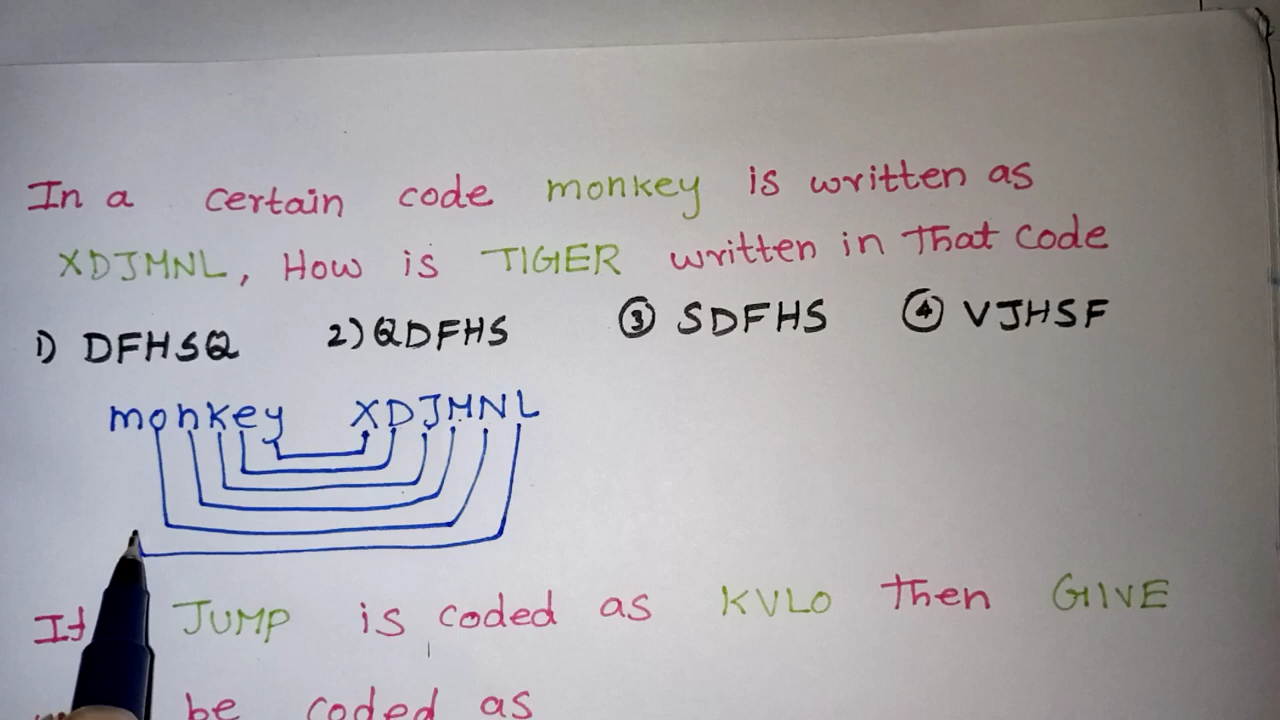 In a certain code monkey is written as
XDJMNL, How is TIGER written in That Code
1) DFHSQ 2) QDFHS ③ SDFHS ④ VJHSF
monkey XDJMNL
If JUMP is coded as KVLO Then GIVE
be coded as